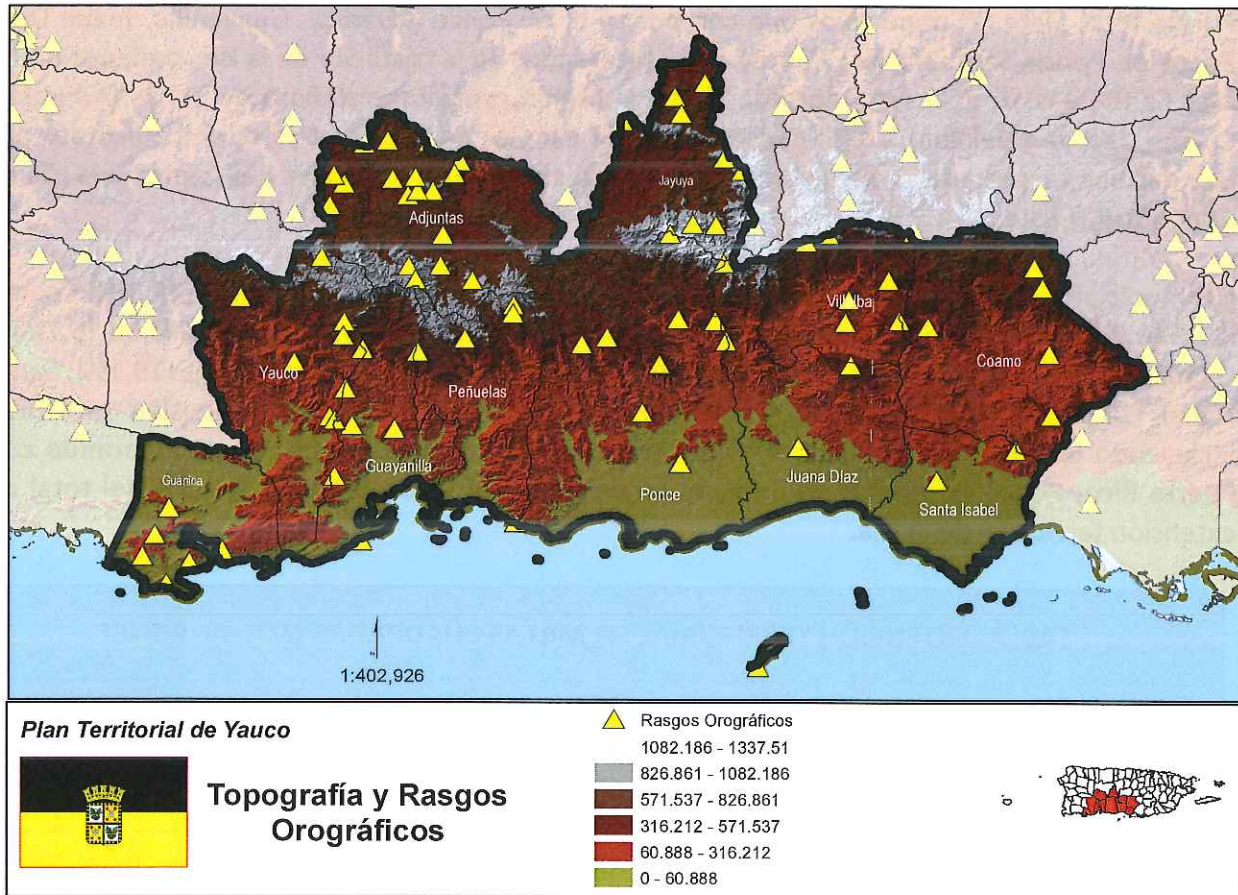 Jayuya
Adjuntas
Villalba
Yauco
Peñuelas
Coamo
Guánica
Guayanilla
Ponce
Juana Díaz
Santa Isabel
1:402,926
Plan Territorial de Yauco
Topografía y Rasgos
Orográficos
Rasgos Orográficos
1082.186 - 1337.51
826.861 - 1082.186
571.537 - 826.861
316.212 - 571.537
60.888 - 316.212
0 - 60.888